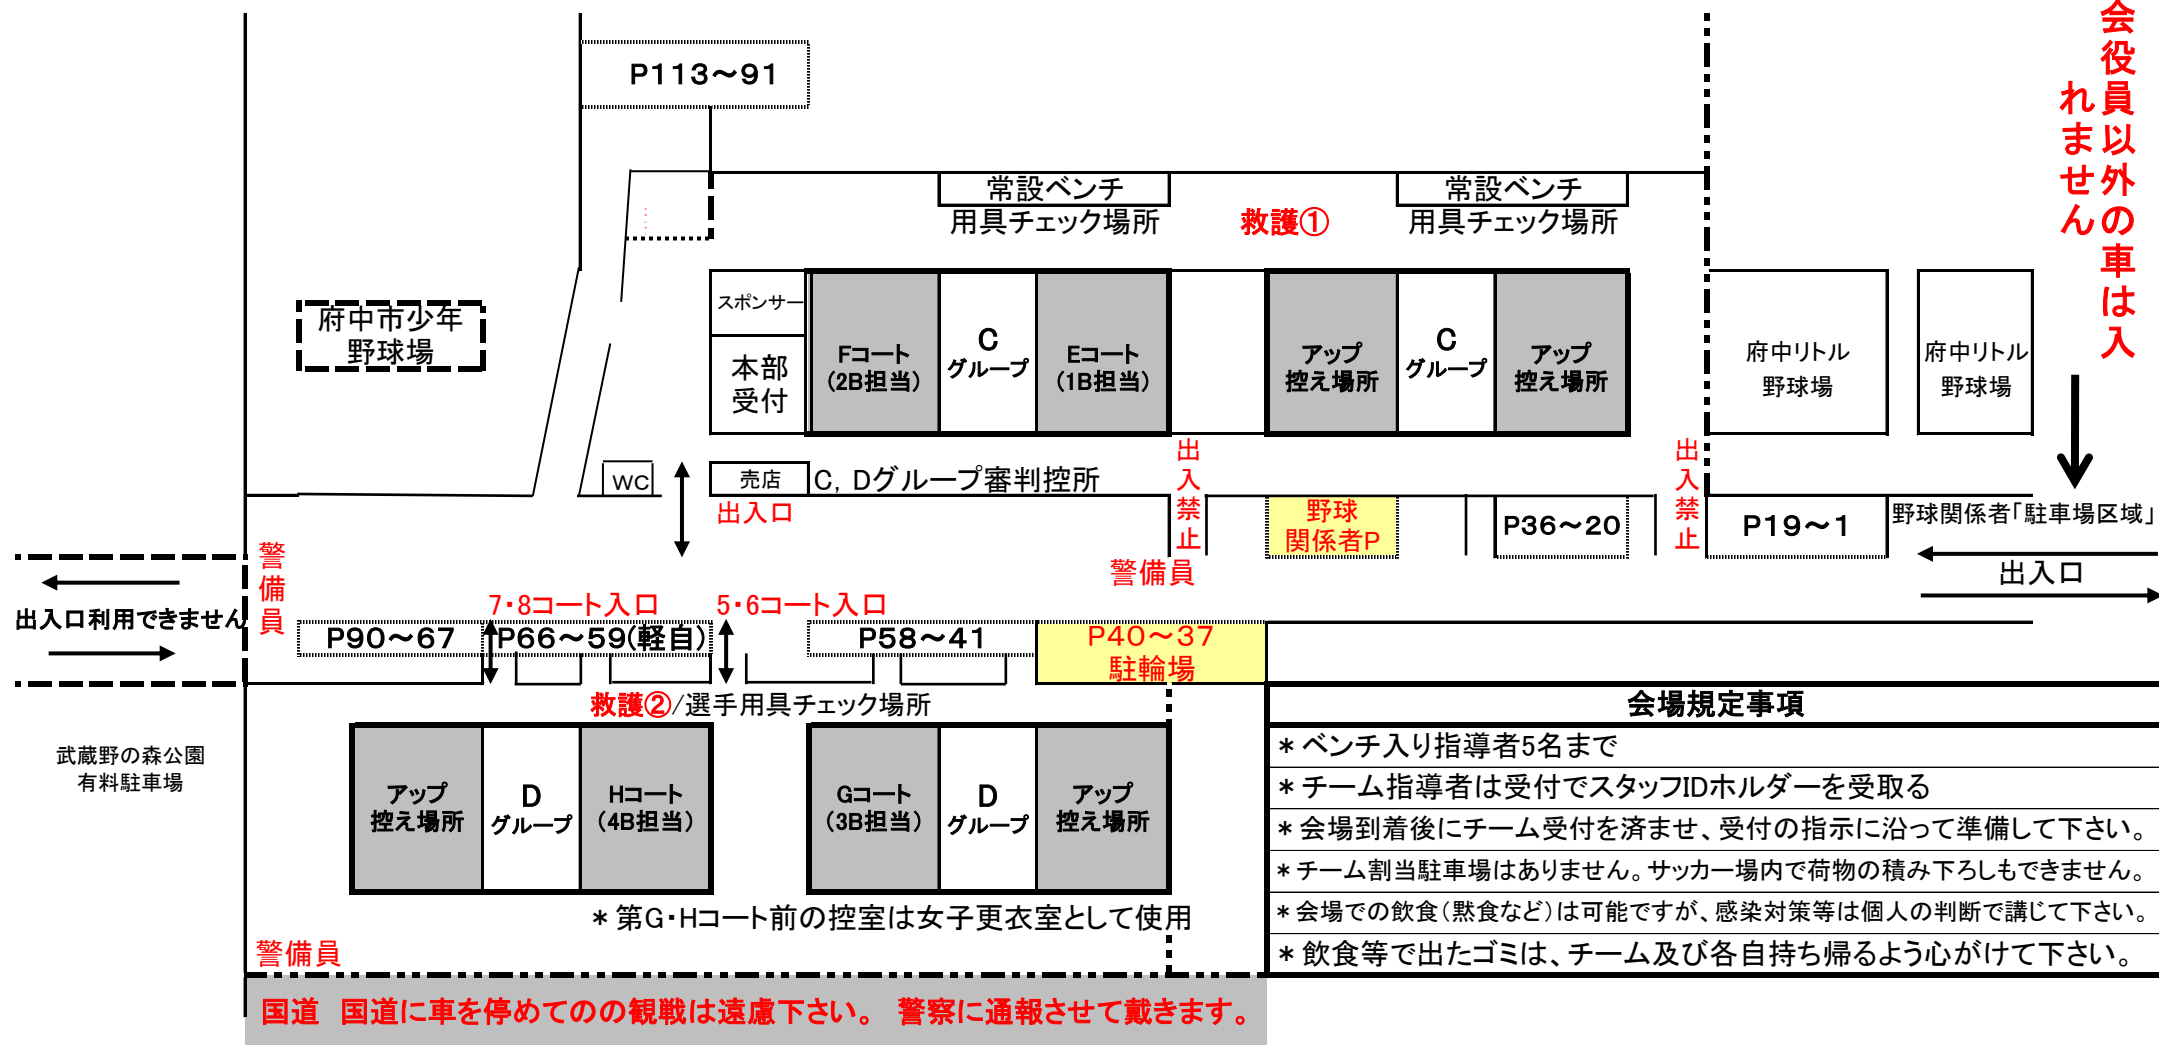 会役員以外の車は入
れません
P113～91
常設ベンチ
用具チェック場所
救護①
常設ベンチ
用具チェック場所
府中市少年
野球場
スポンサー
本部
受付
Fコート
(2B担当)
C
グループ
Eコート
(1B担当)
アップ
控え場所
C
グループ
アップ
控え場所
府中リトル
野球場
府中リトル
野球場
WC
売店
C，Dグループ審判控所
出入口
出入禁止
出入禁止
野球
関係者P
P36～20
P19～1
野球関係者「駐車場区域」
出入口
警備員
警備員
出入口利用できません
7・8コート入口
5・6コート入口
P90～67
P66～59(軽自)
P58～41
P40～37
駐輪場
救護②/選手用具チェック場所
武蔵野の森公園
有料駐車場
アップ
控え場所
D
グループ
Hコート
(4B担当)
Gコート
(3B担当)
D
グループ
アップ
控え場所
＊第G・Hコート前の控室は女子更衣室として使用
警備員
国道　国道に車を停めてのの観戦は遠慮下さい。　警察に通報させて戴きます。
会場規定事項
＊ベンチ入り指導者5名まで
＊チーム指導者は受付でスタッフIDホルダーを受取る
＊会場到着後にチーム受付を済ませ、受付の指示に沿って準備して下さい。
＊チーム割当駐車場はありません。サッカー場内で荷物の積み下ろしもできません。
＊会場での飲食（黙食など）は可能ですが、感染対策等は個人の判断で講じて下さい。
＊飲食等で出たゴミは、チーム及び各自持ち帰るよう心がけて下さい。